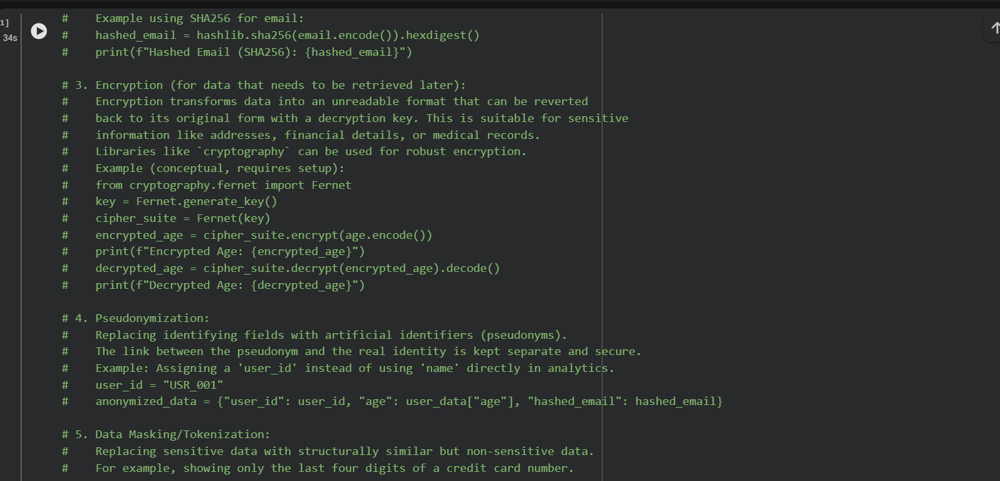 #    Example using SHA256 for email:
1]
#    hashed_email = hashlib.sha256(email.encode()).hexdigest()
34s
#    print(f"Hashed Email (SHA256): {hashed_email}")
# 3. Encryption (for data that needs to be retrieved later):
#    Encryption transforms data into an unreadable format that can be reverted
#    back to its original form with a decryption key. This is suitable for sensitive
#    information like addresses, financial details, or medical records.
#    Libraries like `cryptography` can be used for robust encryption.
#    Example (conceptual, requires setup):
#    from cryptography.fernet import Fernet
#    key = Fernet.generate_key()
#    cipher_suite = Fernet(key)
#    encrypted_age = cipher_suite.encrypt(age.encode())
#    print(f"Encrypted Age: {encrypted_age}")
#    decrypted_age = cipher_suite.decrypt(encrypted_age).decode()
#    print(f"Decrypted Age: {decrypted_age}")
# 4. Pseudonymization:
#    Replacing identifying fields with artificial identifiers (pseudonyms).
#    The link between the pseudonym and the real identity is kept separate and secure.
#    Example: Assigning a 'user_id' instead of using 'name' directly in analytics.
#    user_id = "USR_001"
#    anonymized_data = {"user_id": user_id, "age": user_data["age"], "hashed_email": hashed_email}
# 5. Data Masking/Tokenization:
#    Replacing sensitive data with structurally similar but non-sensitive data.
#    For example, showing only the last four digits of a credit card number.